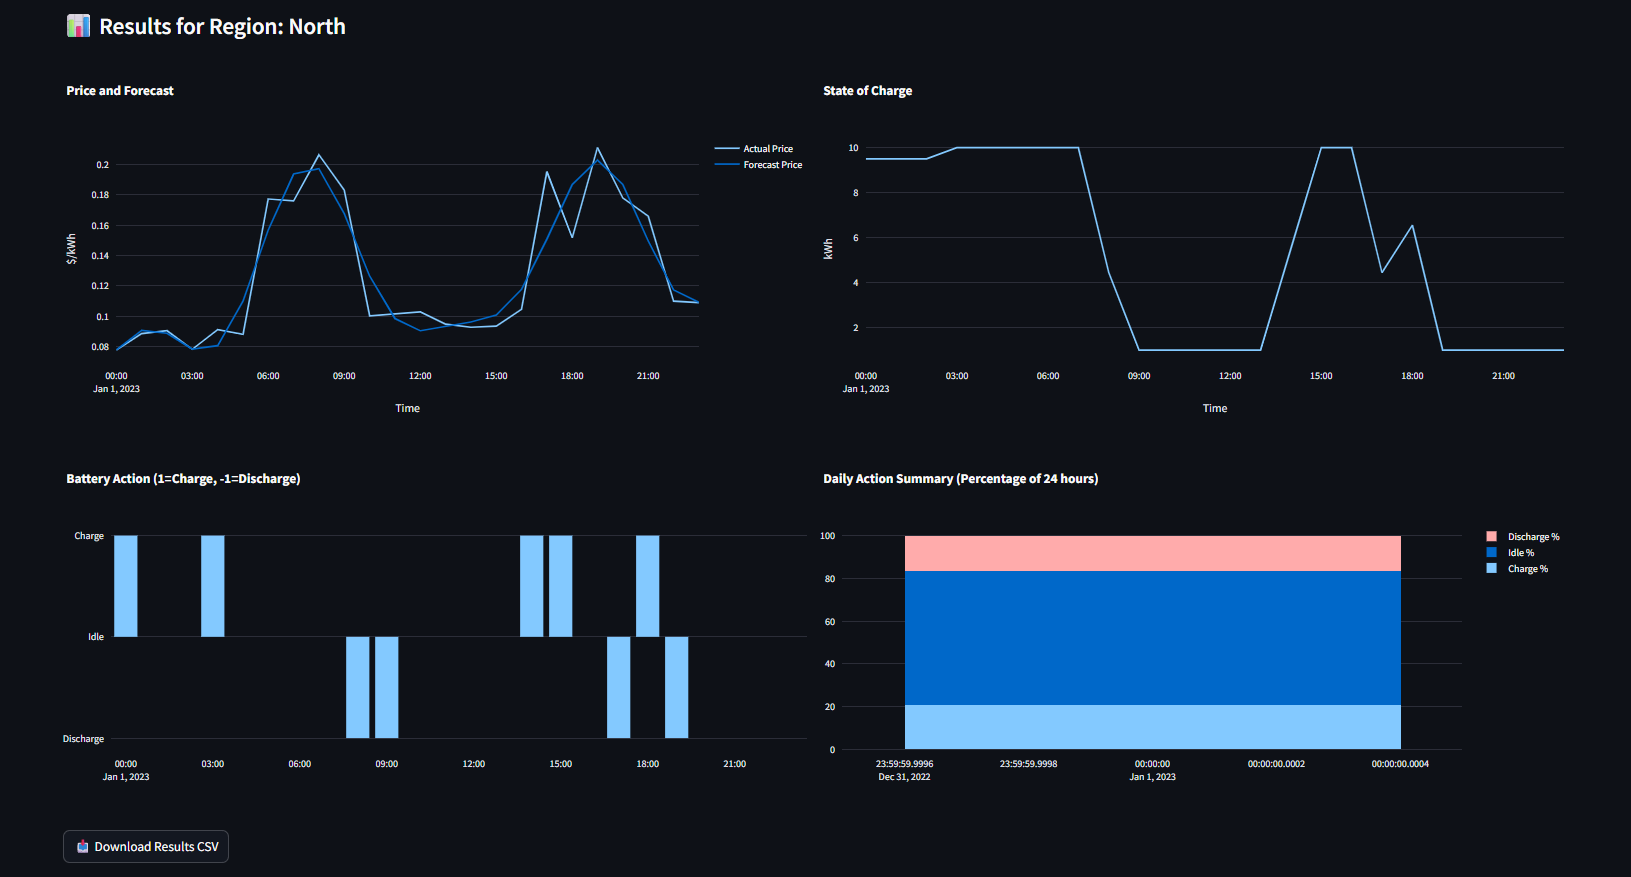 Results for Region: North
Price and Forecast
$/kWh
0.2
0.18
0.16
0.14
0.12
0.1
0.08
00:00 03:00 06:00 09:00 12:00 15:00 18:00 21:00
Jan 1, 2023
Time
Actual Price
Forecast Price
State of Charge
kWh
10
8
6
4
2
00:00 03:00 06:00 09:00 12:00 15:00 18:00 21:00
Jan 1, 2023
Time
Battery Action (1=Charge, -1=Discharge)
Charge
Idle
Discharge
00:00 03:00 06:00 09:00 12:00 15:00 18:00 21:00
Jan 1, 2023
Daily Action Summary (Percentage of 24 hours)
100
80
60
40
20
0
23:59:59.9996 23:59:59.9998 00:00:00 00:00:00.0002 00:00:00.0004
Dec 31, 2022 Jan 1, 2023
Discharge %
Idle %
Charge %
Download Results CSV